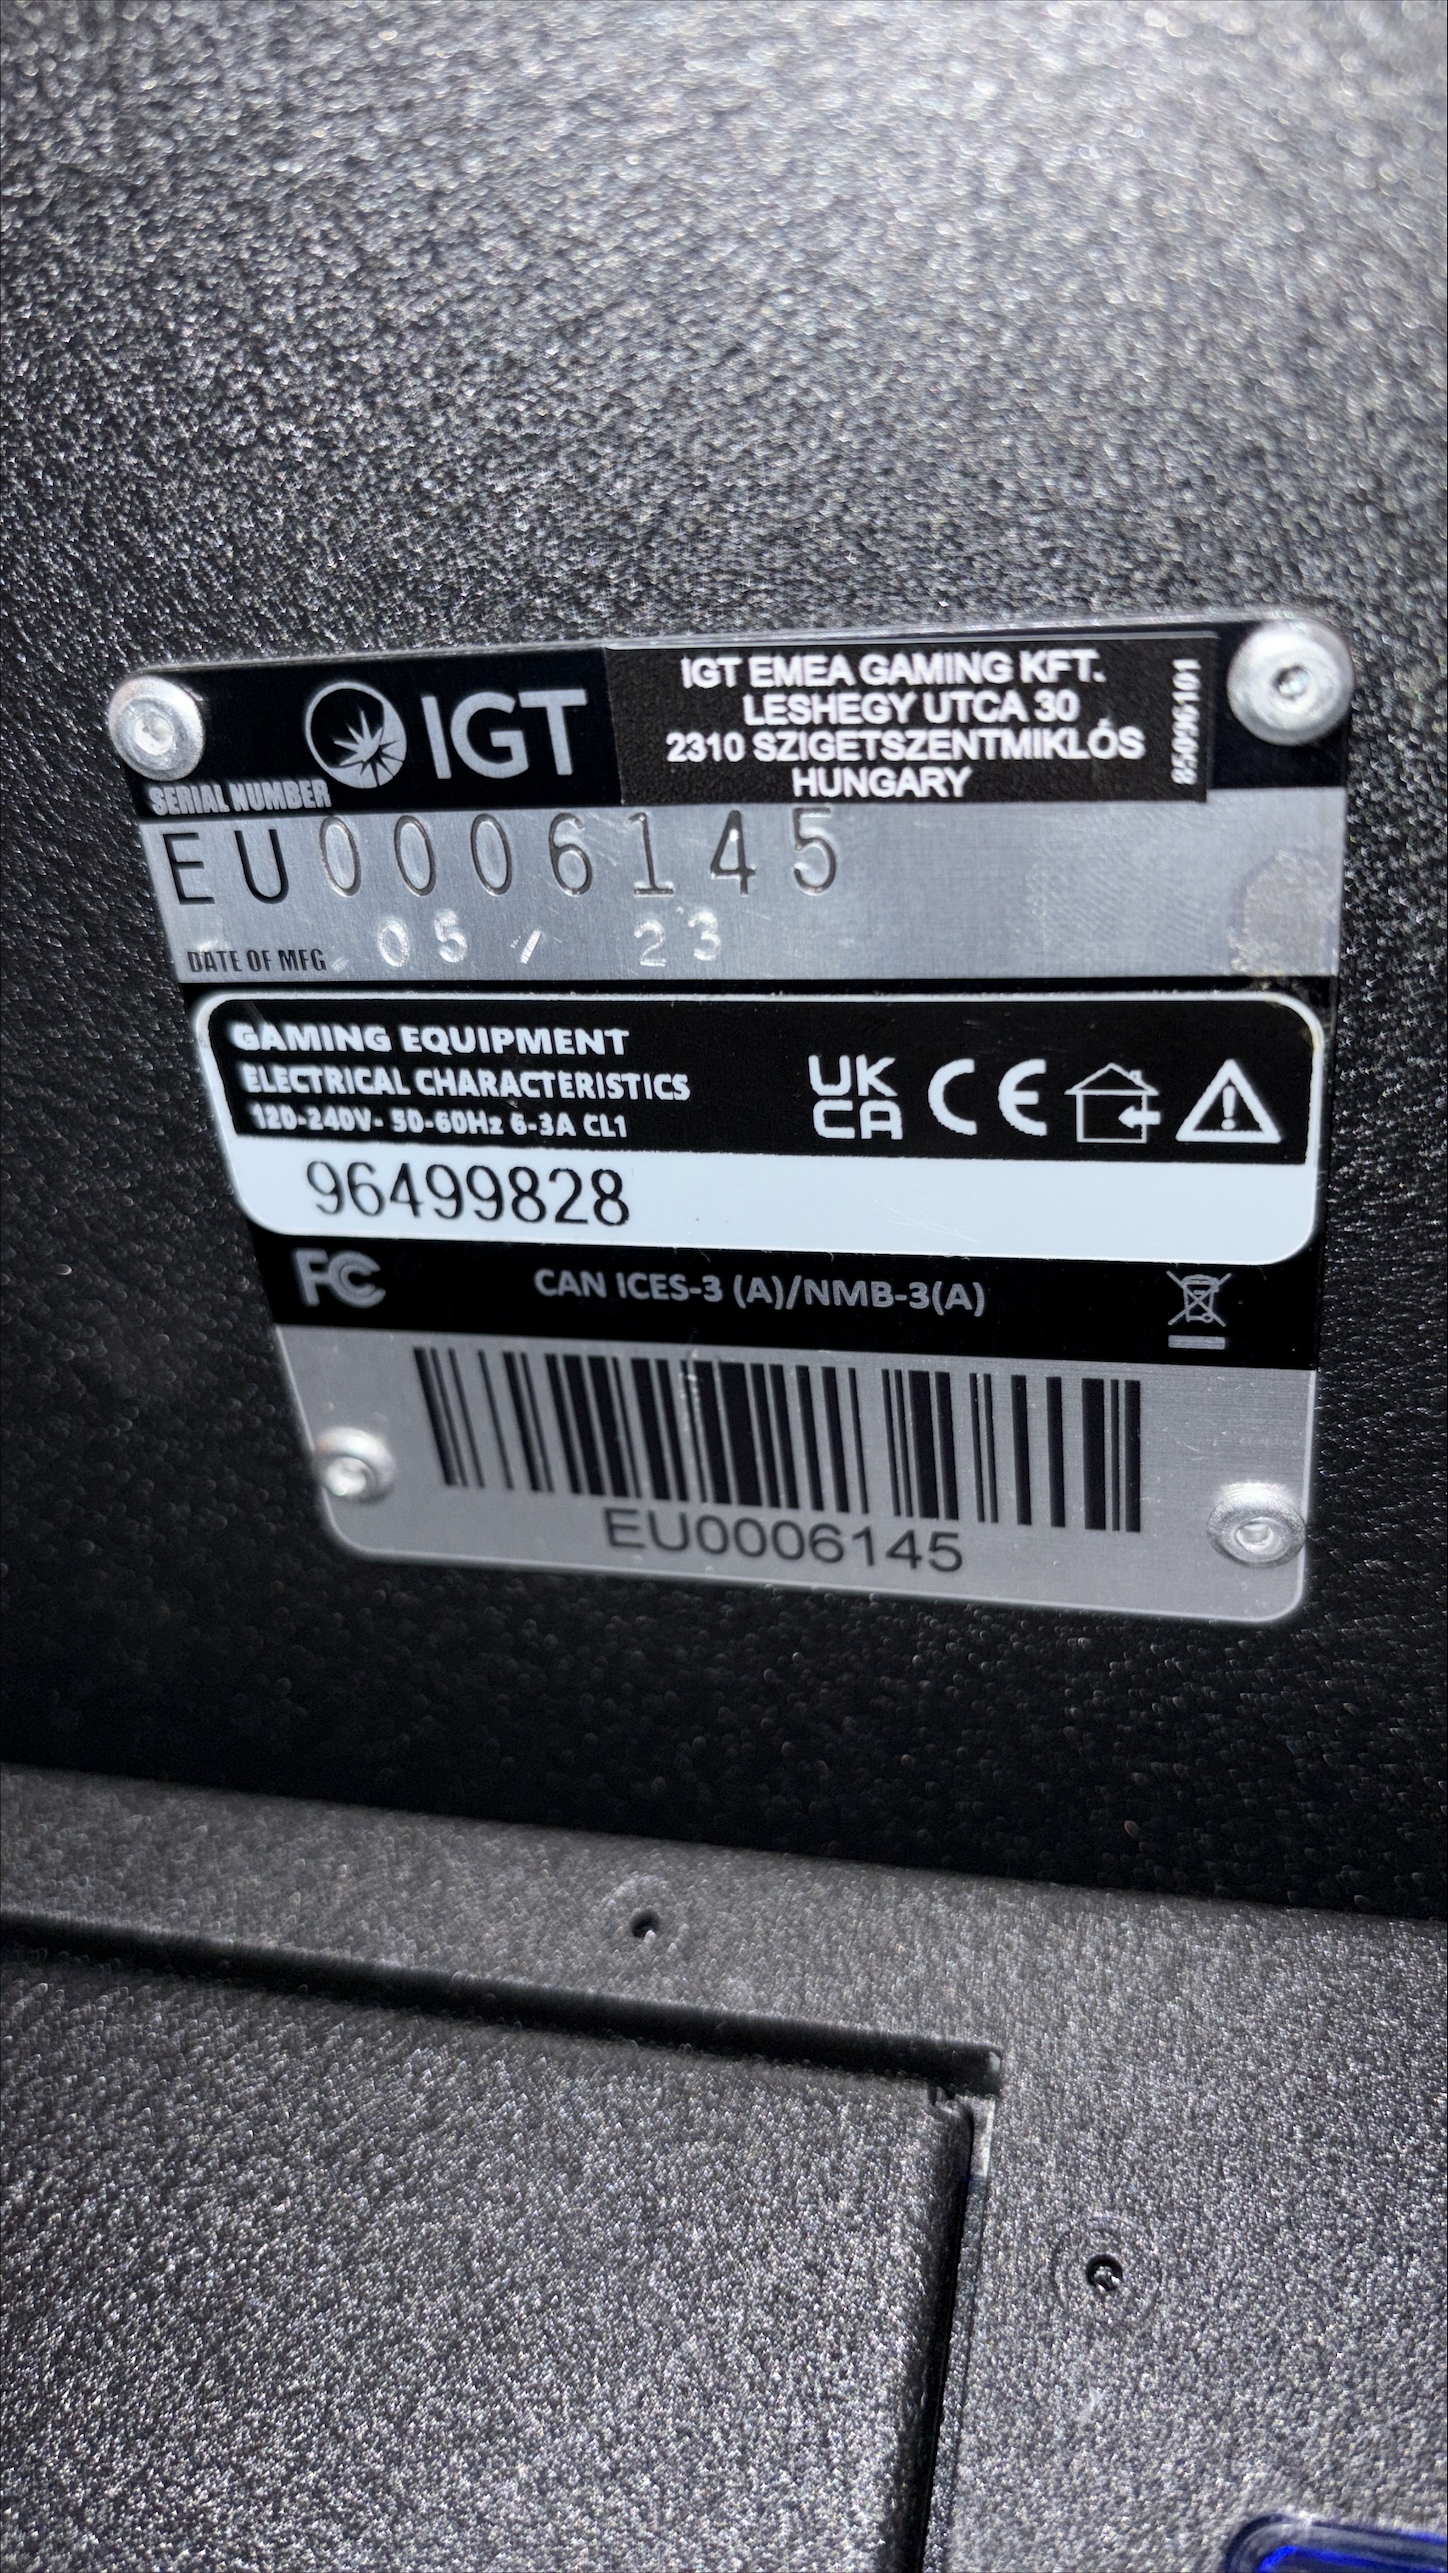 IGT
IGT EMEA GAMING KFT.
LESHEGY UTCA 30
2310 SZIGETSZENTMIKLÓS
HUNGARY
85096101
SERIAL NUMBER
EU0006145
DATE OF MFG 05 / 23
GAMING EQUIPMENT
ELECTRICAL CHARACTERISTICS
120-240V- 50-60Hz 6-3A CL1
UK
CA
CE
96499828
FC
CAN ICES-3 (A)/NMB-3(A)
EU0006145